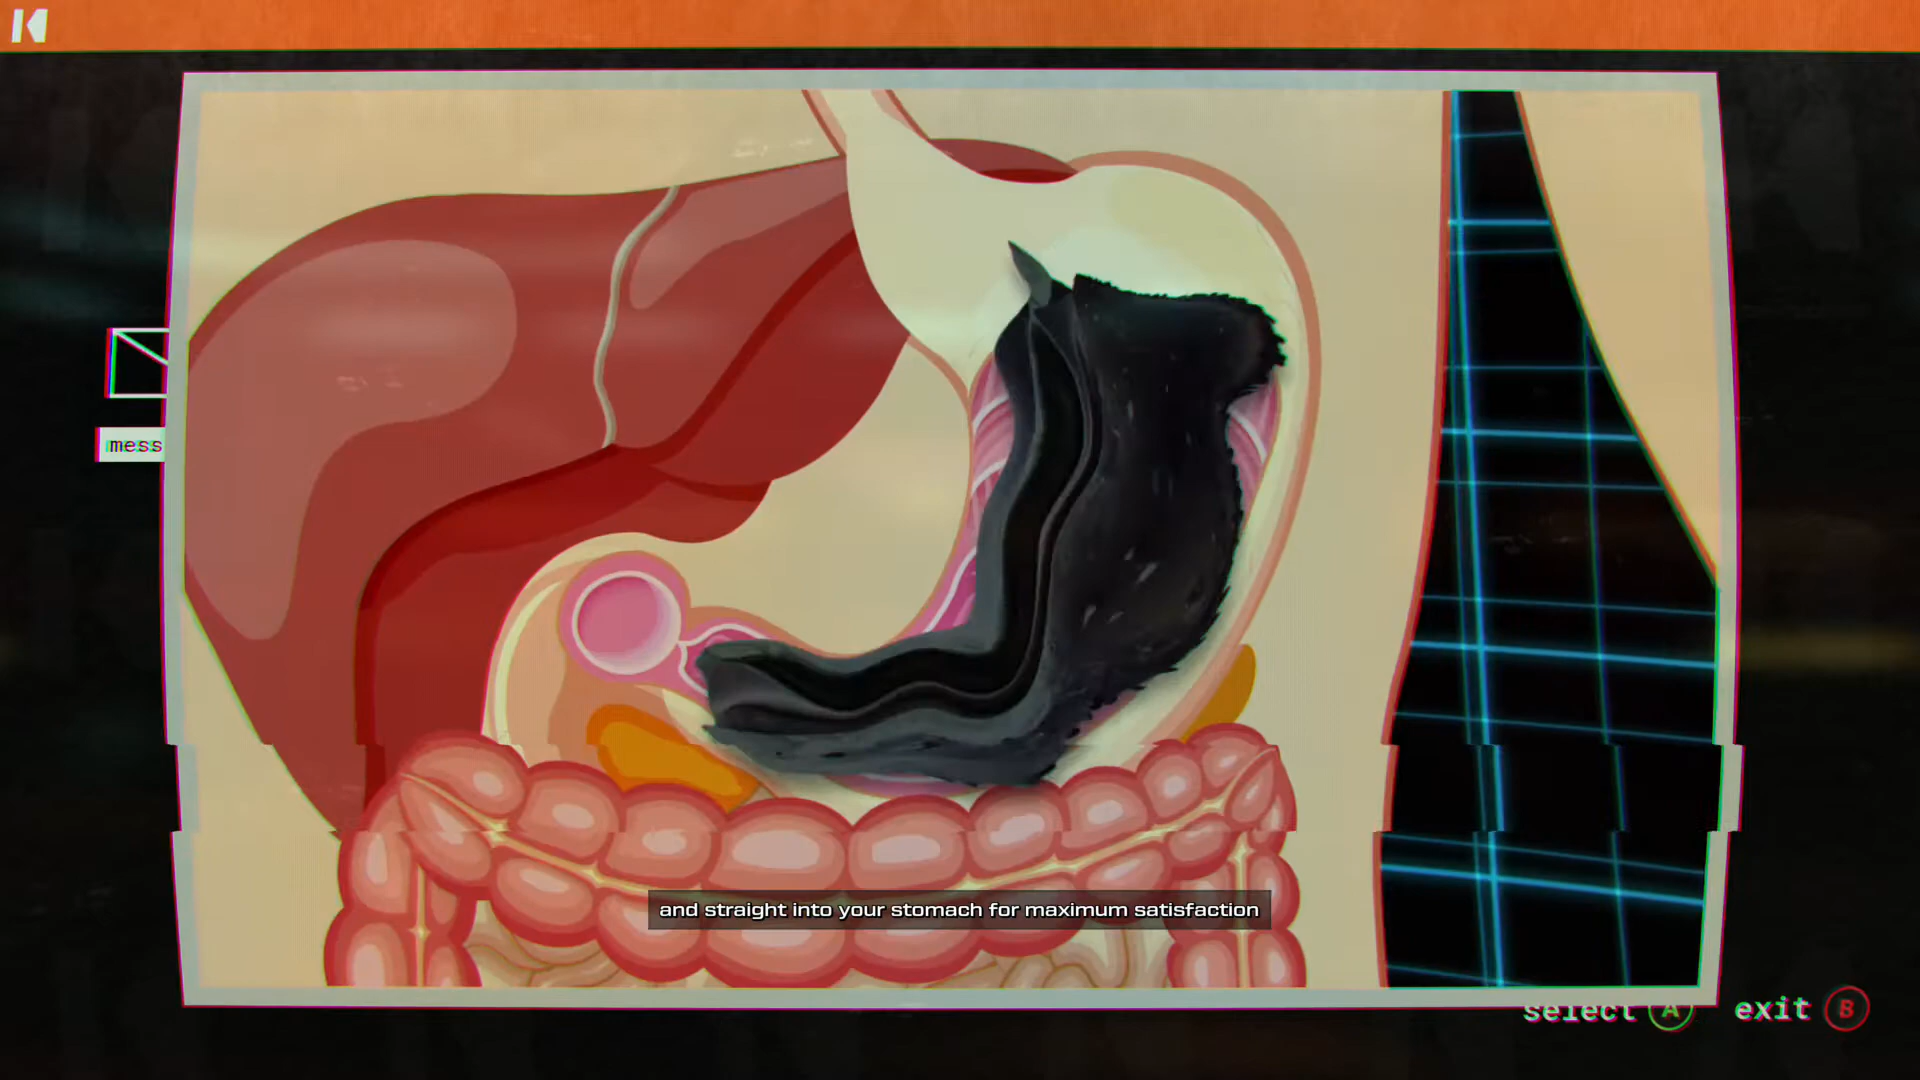 mess
and straight into your stomach for maximum satisfaction
select A exit B